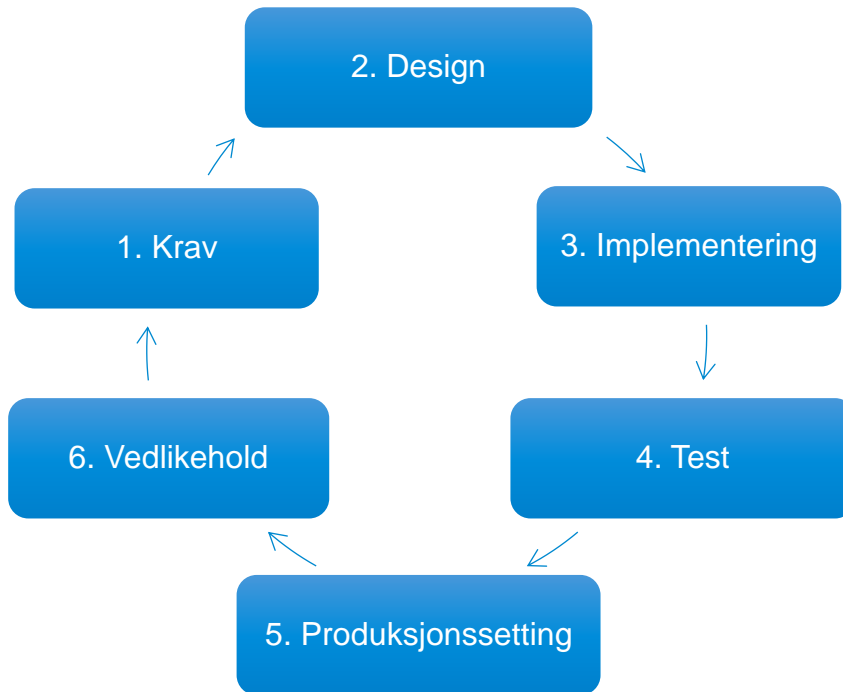 2. Design
1. Krav
3. Implementering
6. Vedlikehold
4. Test
5. Produksjonssetting